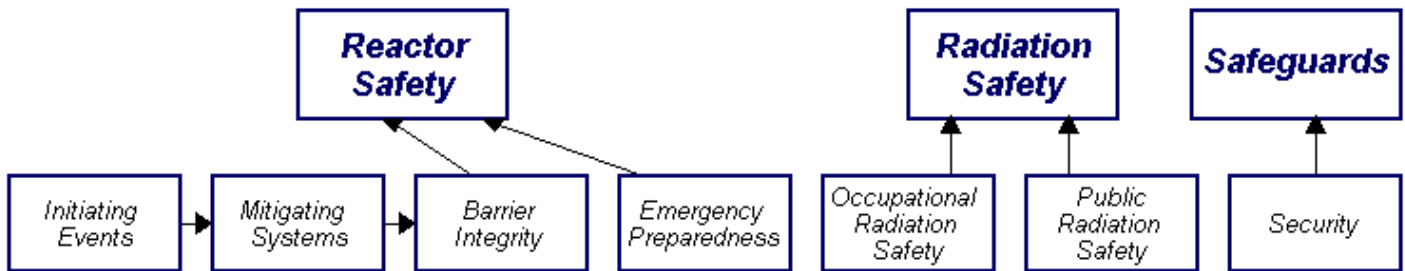 Reactor
Safety
Radiation
Safety
Safeguards
Initiating
Events
Mitigating
Systems
Barrier
Integrity
Emergency
Preparedness
Occupational
Radiation
Safety
Public
Radiation
Safety
Security